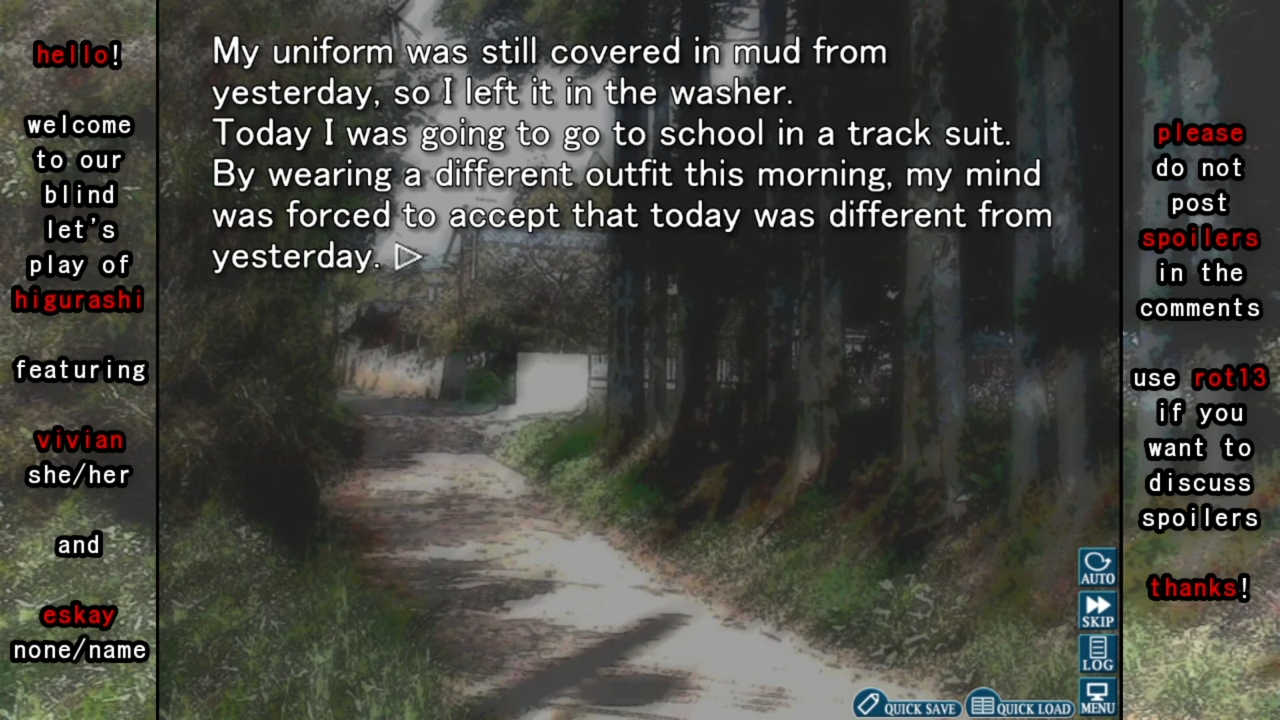 hello!
welcome
to our
blind
let's
play of
higurashi
featuring
vivian
she/her
and
eskay
none/name
My uniform was still covered in mud from
yesterday, so I left it in the washer.
Today I was going to go to school in a track suit.
By wearing a different outfit this morning, my mind
was forced to accept that today was different from
yesterday.
please
do not
post
spoilers
in the
comments
use rot13
if you
want to
discuss
spoilers
thanks!
AUTO
SKIP
LOG
MENU
QUICK SAVE
QUICK LOAD